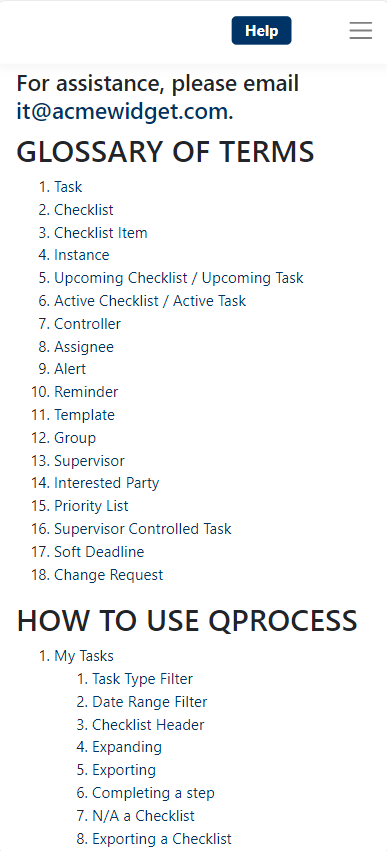 Help
For assistance, please email
it@acmewidget.com.
GLOSSARY OF TERMS
1. Task
2. Checklist
3. Checklist Item
4. Instance
5. Upcoming Checklist / Upcoming Task
6. Active Checklist / Active Task
7. Controller
8. Assignee
9. Alert
10. Reminder
11. Template
12. Group
13. Supervisor
14. Interested Party
15. Priority List
16. Supervisor Controlled Task
17. Soft Deadline
18. Change Request
HOW TO USE QPROCESS
1. My Tasks
1. Task Type Filter
2. Date Range Filter
3. Checklist Header
4. Expanding
5. Exporting
6. Completing a step
7. N/A a Checklist
8. Exporting a Checklist